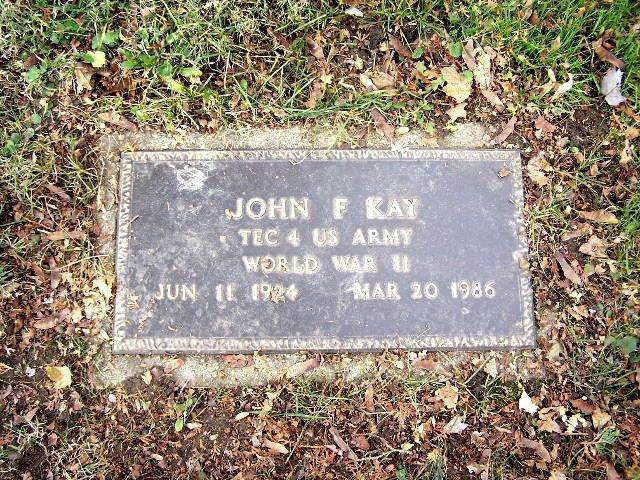 JOHN F KAY
TEC 4 US ARMY
WORLD WAR II
JUN 11 1924 MAR 20 1986